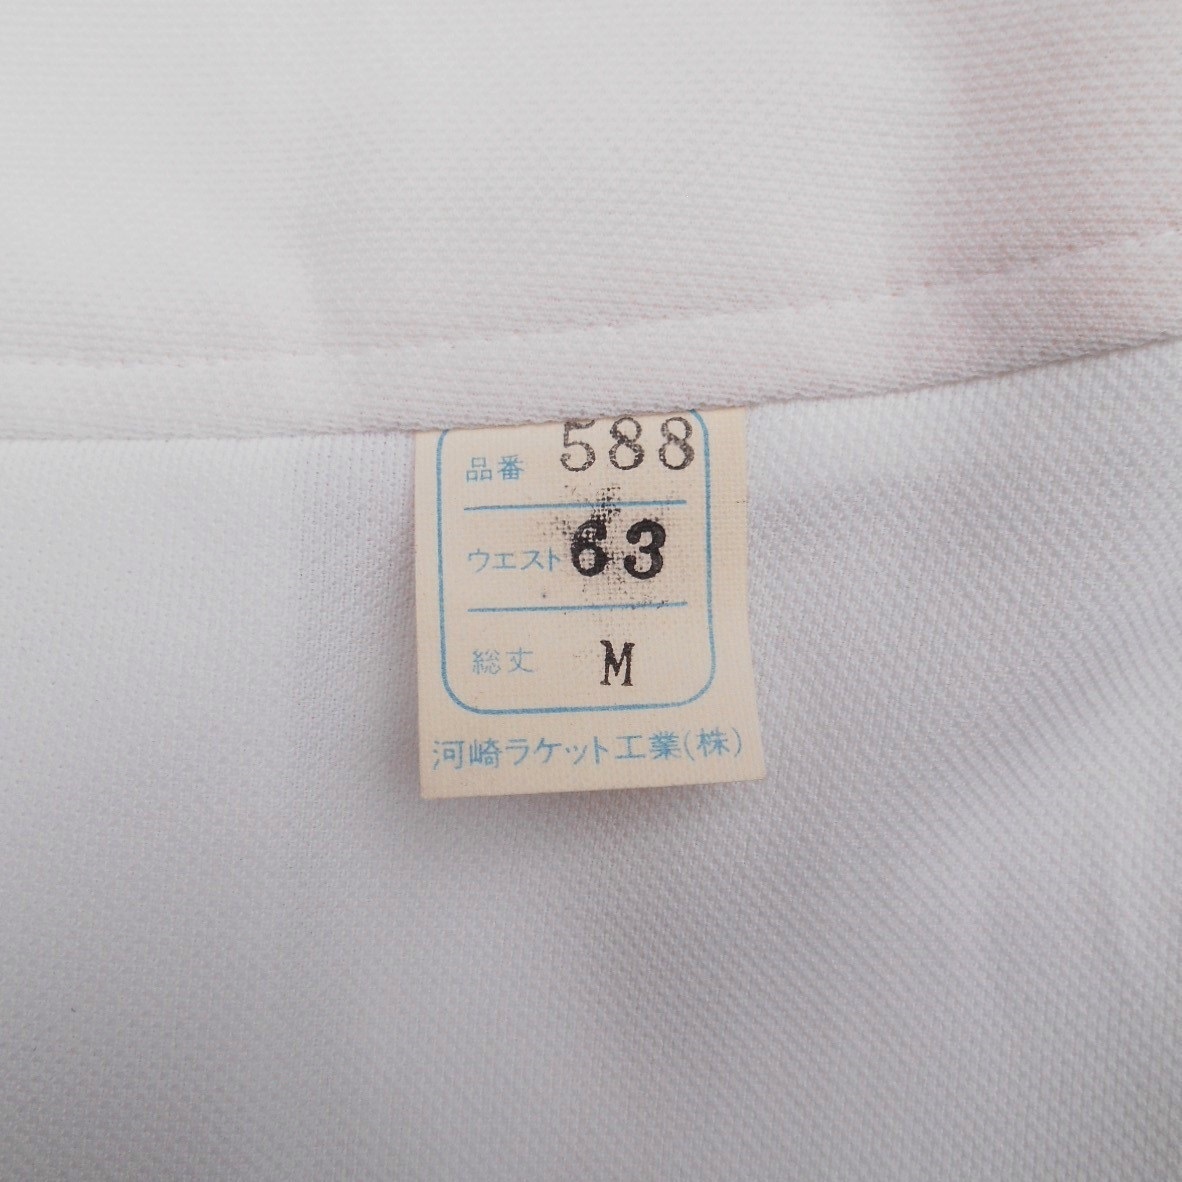 品番 588
ウエスト 63
総丈 M
河崎ラケット工業(株)